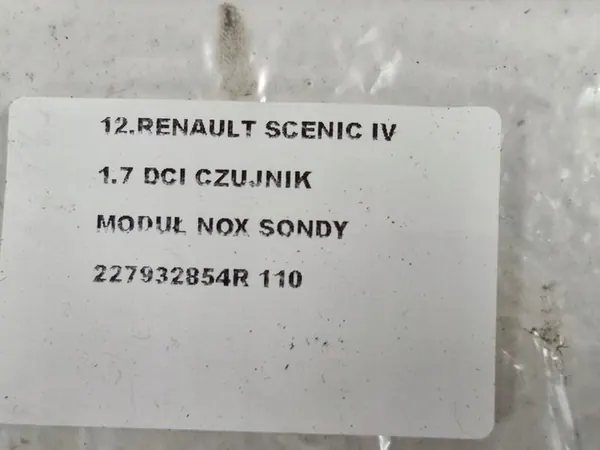 12.RENAULT SCENIC IV
1.7 DCI CZUJNIK
MODUŁ NOX SONDY
227932854R 110